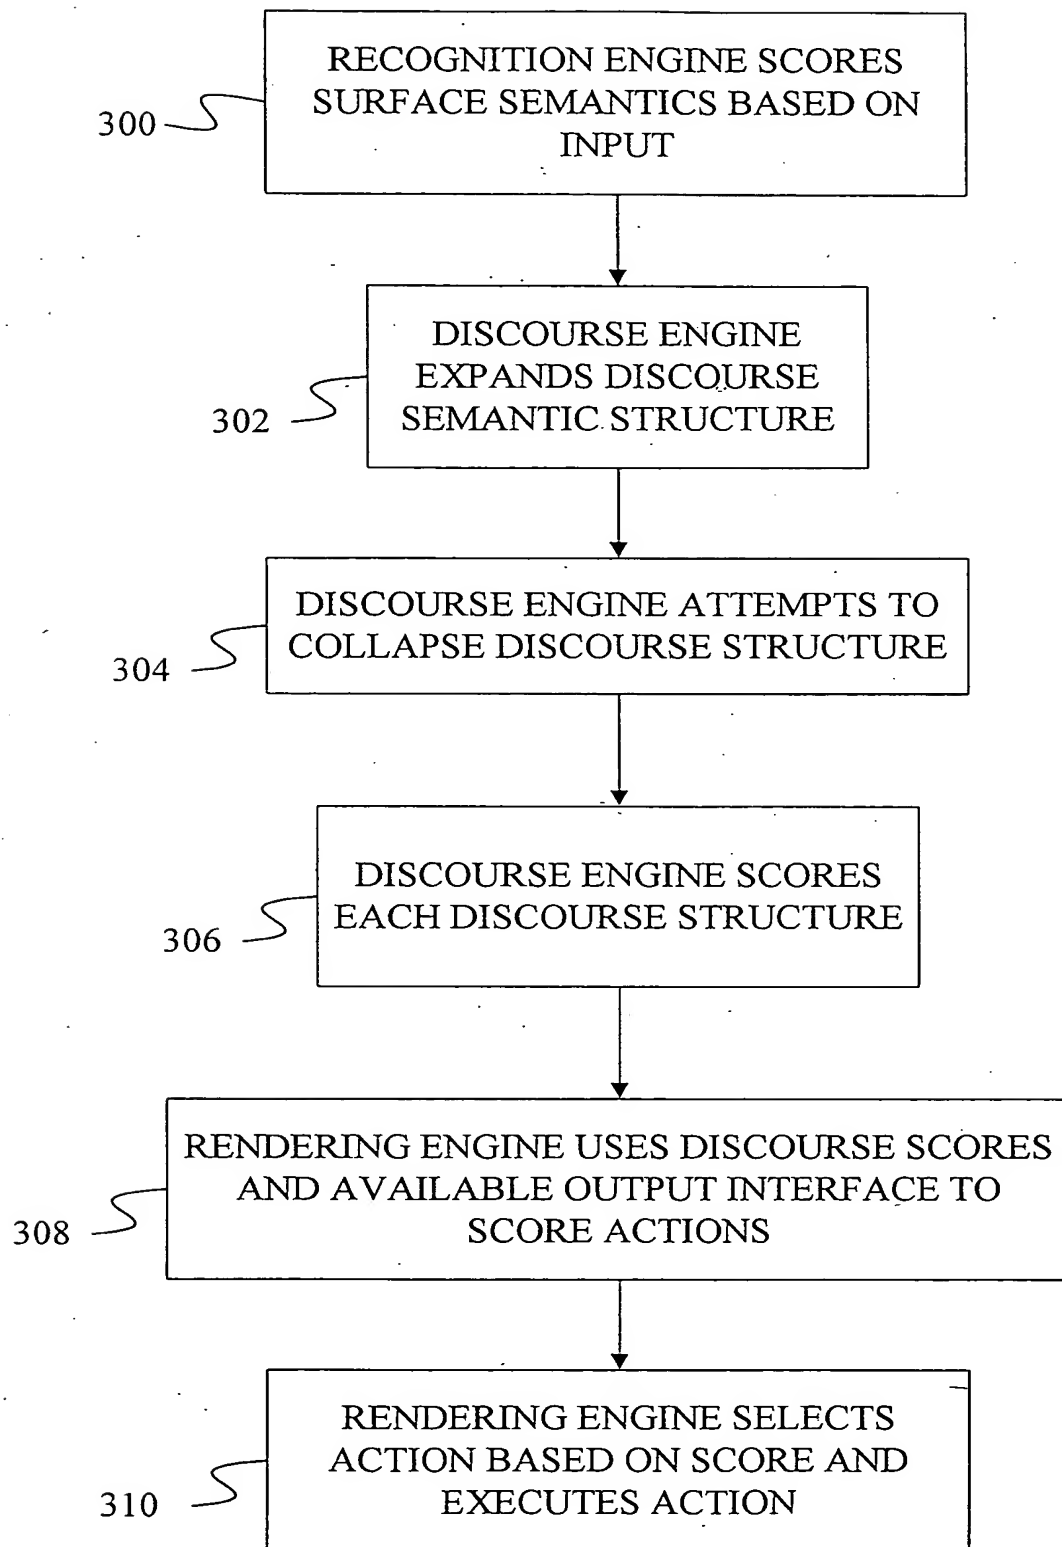 RECOGNITION ENGINE SCORES
SURFACE SEMANTICS BASED ON
INPUT
300
DISCOURSE ENGINE
EXPANDS DISCOURSE
SEMANTIC STRUCTURE
302
DISCOURSE ENGINE ATTEMPTS TO
COLLAPSE DISCOURSE STRUCTURE
304
DISCOURSE ENGINE SCORES
EACH DISCOURSE STRUCTURE
306
RENDERING ENGINE USES DISCOURSE SCORES
AND AVAILABLE OUTPUT INTERFACE TO
SCORE ACTIONS
308
RENDERING ENGINE SELECTS
ACTION BASED ON SCORE AND
EXECUTES ACTION
310